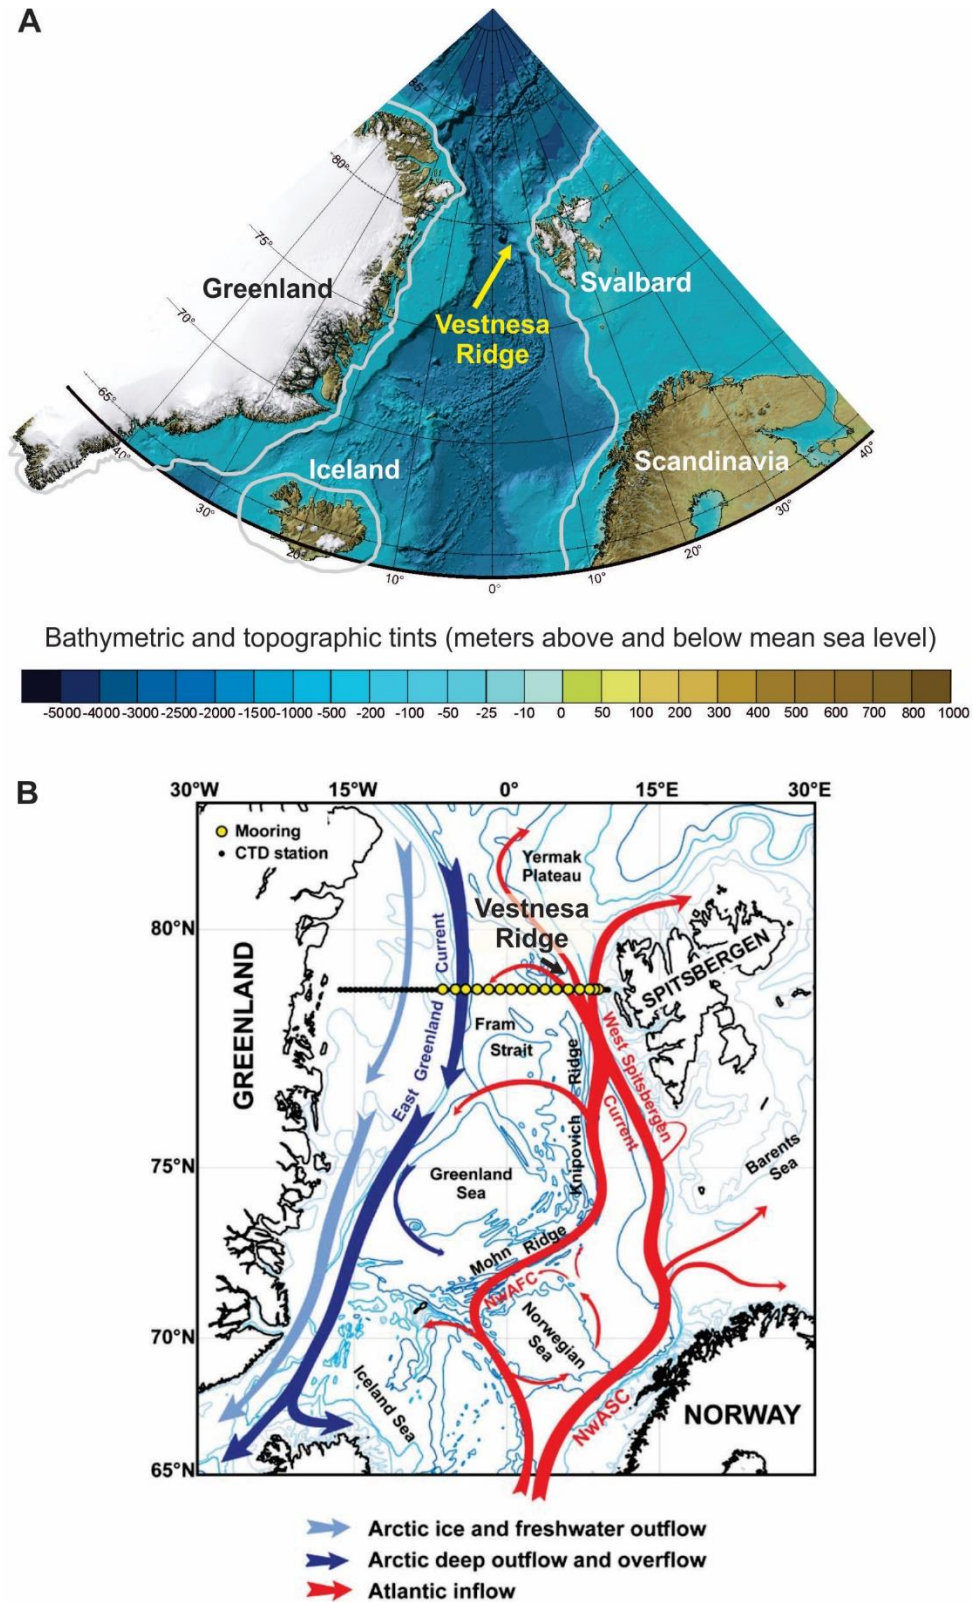 A
85°
80°
75°
70°
65°
40°
30°
20°
10°
0°
10°
20°
30°
40°
Greenland
Svalbard
Vestnesa
Ridge
Iceland
Scandinavia
Bathymetric and topographic tints (meters above and below mean sea level)
-5000 -4000 -3000 -2500 -2000 -1500 -1000 -500 -200 -100 -50 -25 -10 0 50 100 200 300 400 500 600 700 800 1000
B
30°W 15°W 0° 15°E 30°E
Mooring
CTD station
Yermak
Plateau
Vestnesa
Ridge
80°N
GREENLAND
SPITSBERGEN
East Greenland Current
Fram
Strait
West Spitsbergen
Current
Knipovich Ridge
Barents
Sea
75°N
Greenland
Sea
Mohn Ridge
NwAFC
Norwegian
Sea
70°N
Iceland Sea
NwASC
NORWAY
65°N
Arctic ice and freshwater outflow
Arctic deep outflow and overflow
Atlantic inflow